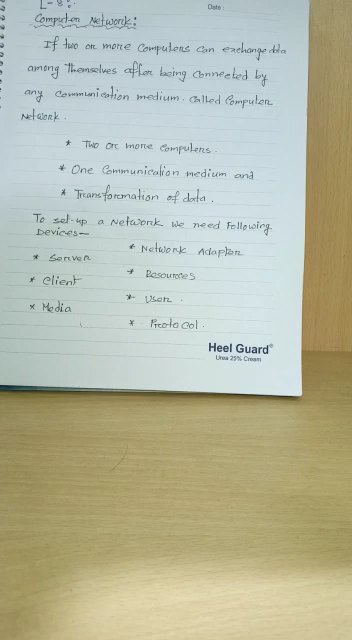 L-8:
Date :
Computer Network:
If two or more computers can exchange data
among themselves after being connected by
any communication medium, called Computer
Network.
* Two or more computers.
* One Communication medium and
* Transformation of data.
To set-up a Network we need following
Devices—
* Network Adapter
* Server
* Resources
* Client
* User.
* Media
* Protocol.
Heel Guard®
Urea 25% Cream